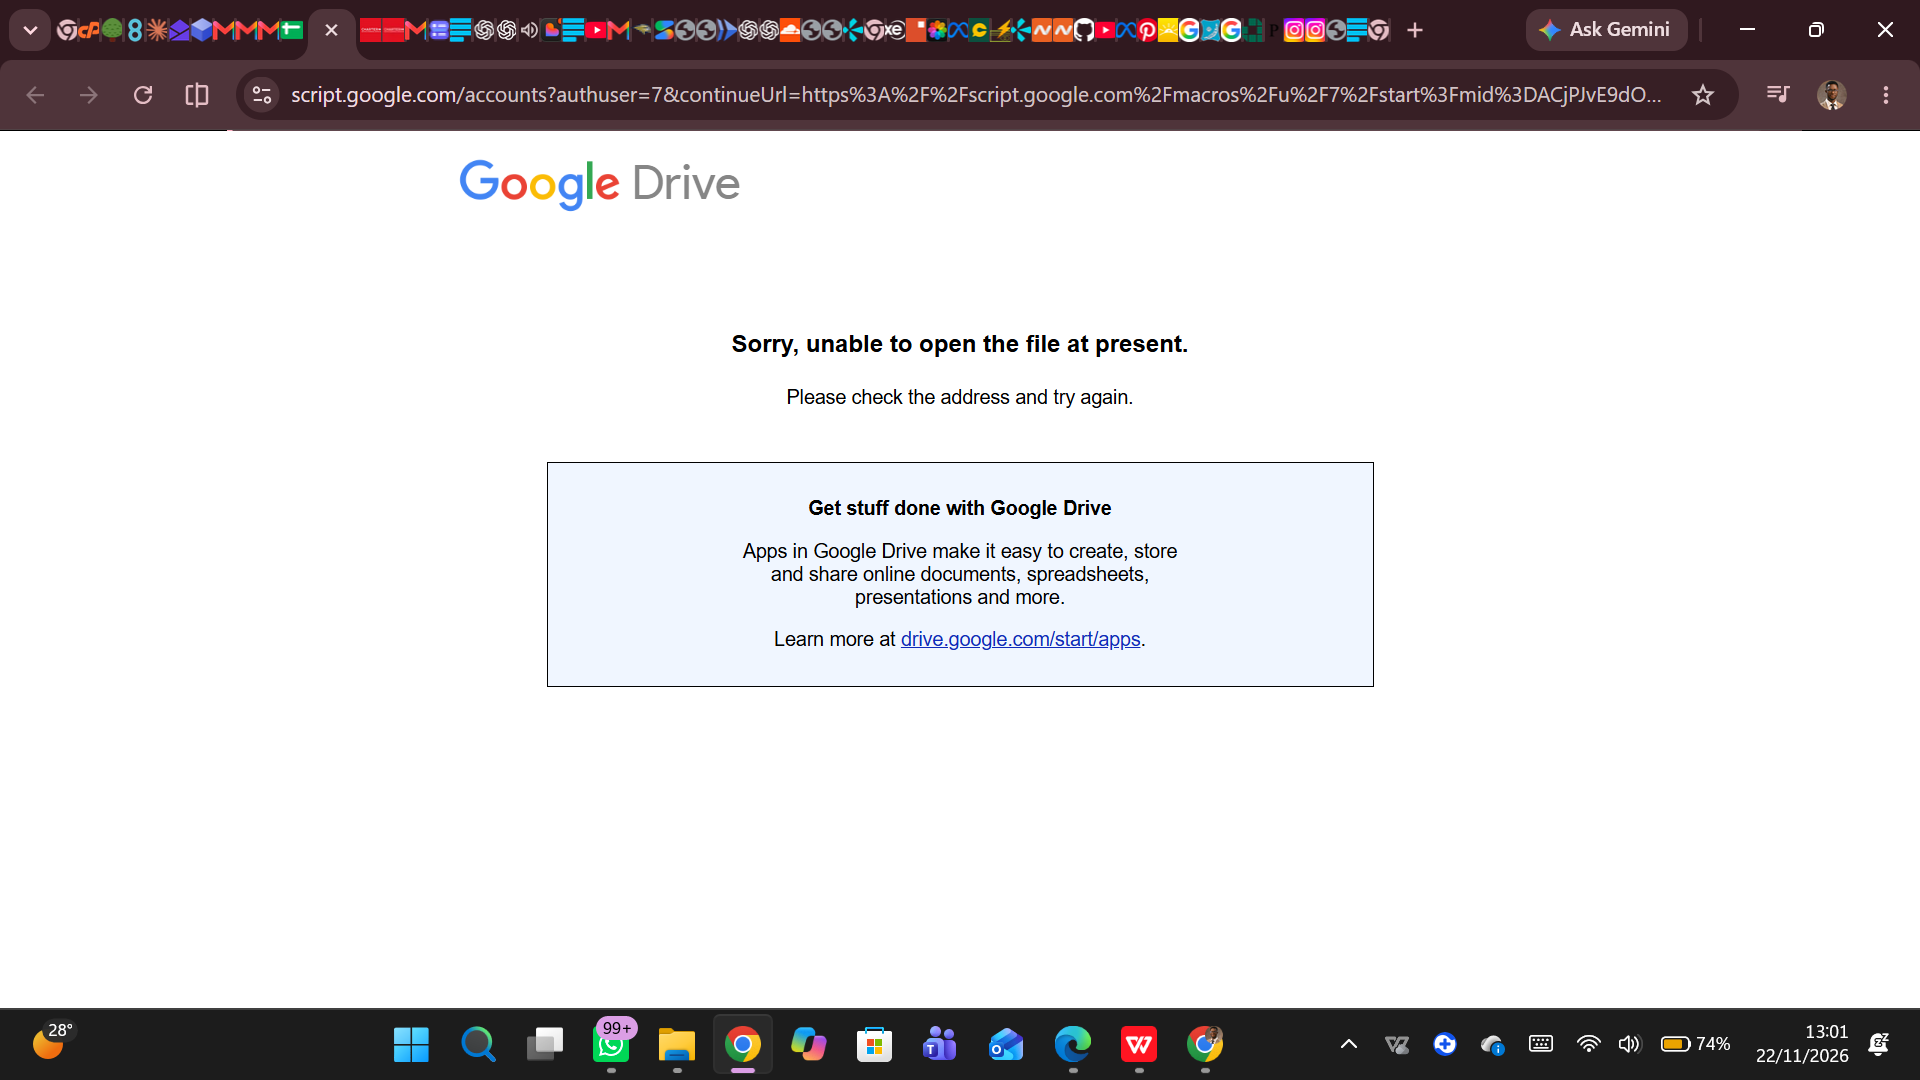 Ask Gemini
script.google.com/accounts?authuser=7&continueUrl=https%3A%2F%2Fscript.google.com%2Fmacros%2Fu%2F7%2Fstart%3Fmid%3DACjPJvE9dO...
Google Drive
Sorry, unable to open the file at present.
Please check the address and try again.
Get stuff done with Google Drive
Apps in Google Drive make it easy to create, store
and share online documents, spreadsheets,
presentations and more.
Learn more at drive.google.com/start/apps.
28°
99+
74%
13:01
22/11/2026